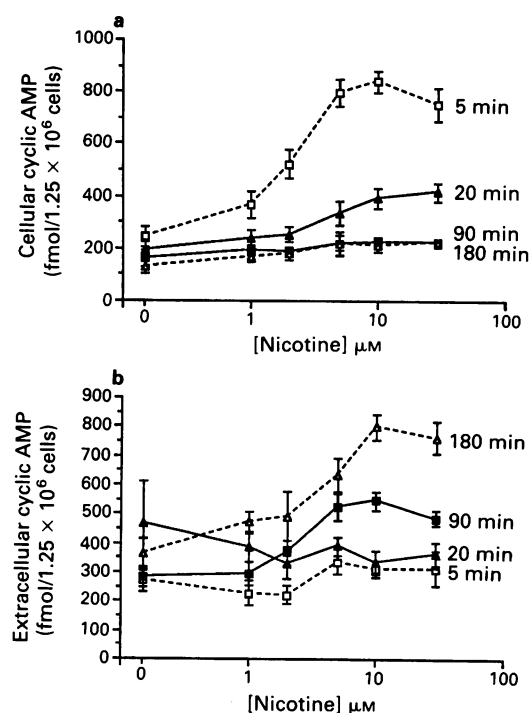 a
Cellular cyclic AMP
(fmol/1.25 × 10⁶ cells)
1000
800
600
400
200
0
5 min
20 min
90 min
180 min
0
1
10
100
[Nicotine] μM
b
Extracellular cyclic AMP
(fmol/1.25 × 10⁶ cells)
900
800
700
600
500
400
300
200
100
0
180 min
90 min
20 min
5 min
0
1
10
100
[Nicotine] μM